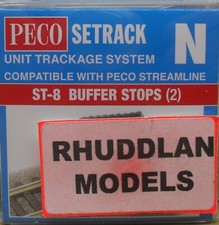 PECO SETRACK N
UNIT TRACKAGE SYSTEM
COMPATIBLE WITH PECO STREAMLINE
ST-8 BUFFER STOPS (2)
RHUDDLAN
MODELS